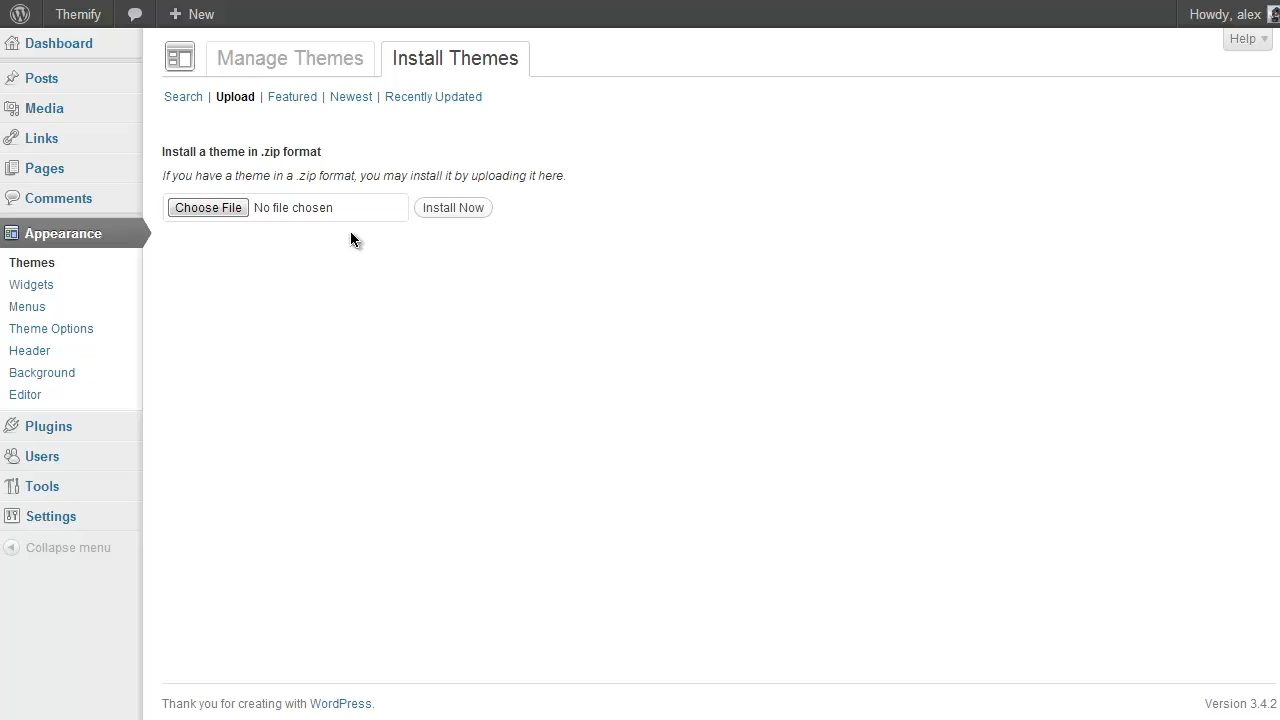 Themify
New
Howdy, alex
Help
Dashboard
Posts
Media
Links
Pages
Comments
Appearance
Themes
Widgets
Menus
Theme Options
Header
Background
Editor
Plugins
Users
Tools
Settings
Collapse menu
Manage Themes
Install Themes
Search | Upload | Featured | Newest | Recently Updated
Install a theme in .zip format
If you have a theme in a .zip format, you may install it by uploading it here.
Choose File No file chosen Install Now
Thank you for creating with WordPress.
Version 3.4.2